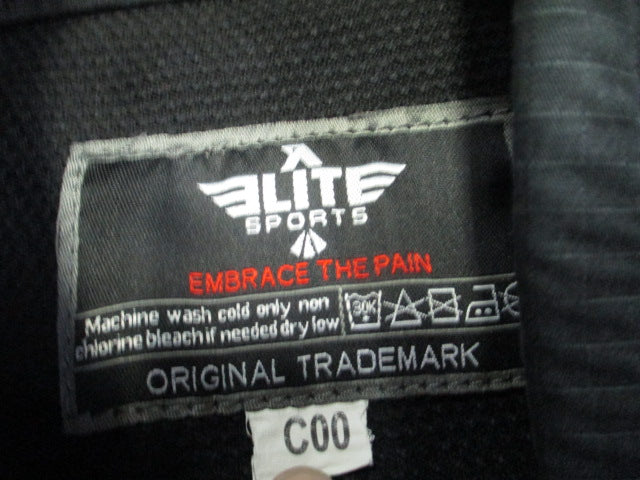 ELITE
SPORTS
EMBRACE THE PAIN
Machine wash cold only non
chlorine bleach if needed dry low
30K
ORIGINAL TRADEMARK
C00